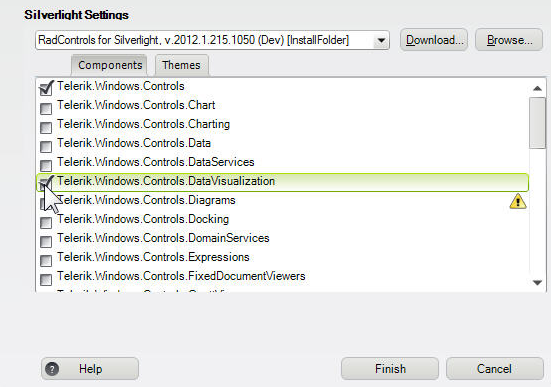 Silverlight Settings
RadControls for Silverlight, v.2012.1.215.1050 (Dev) [InstallFolder]  Download...  Browse...
Components  Themes
Telerik.Windows.Controls
Telerik.Windows.Controls.Chart
Telerik.Windows.Controls.Charting
Telerik.Windows.Controls.Data
Telerik.Windows.Controls.DataServices
Telerik.Windows.Controls.DataVisualization
Telerik.Windows.Controls.Diagrams
Telerik.Windows.Controls.Docking
Telerik.Windows.Controls.DomainServices
Telerik.Windows.Controls.Expressions
Telerik.Windows.Controls.FixedDocumentViewers
Help  Finish  Cancel